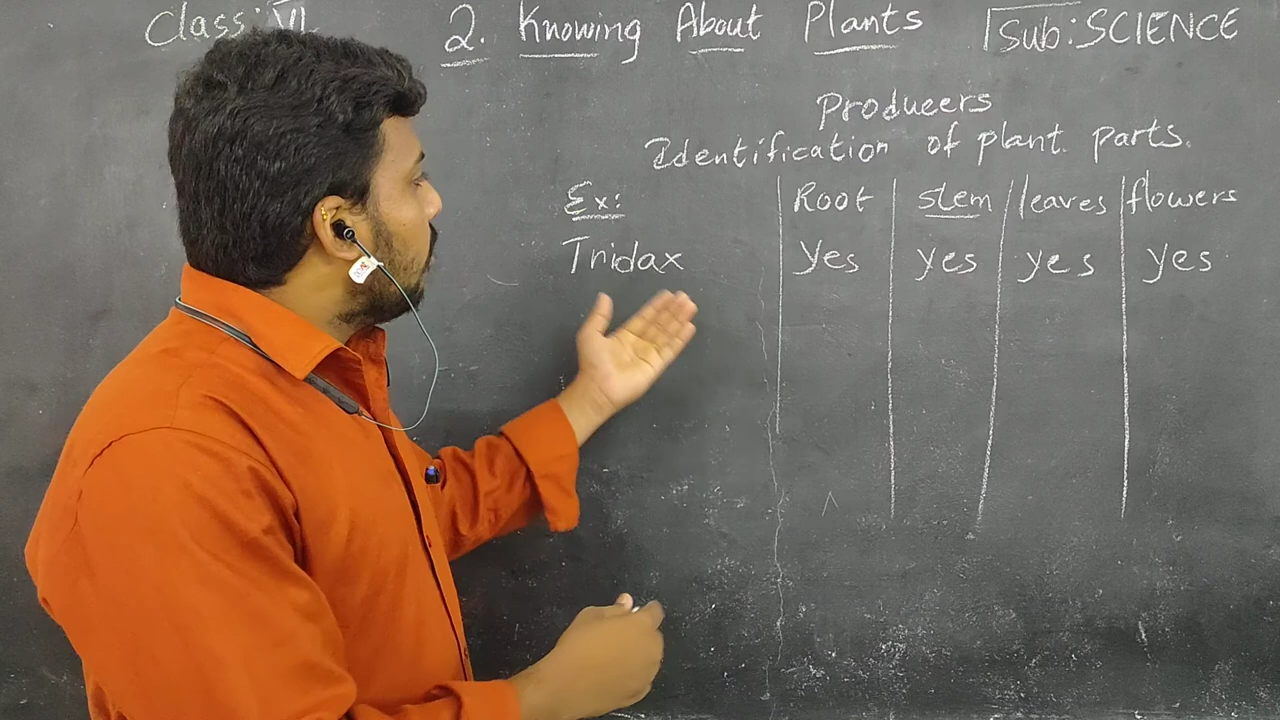 Class: VI 2. Knowing About Plants Sub: SCIENCE
Producers
Identification of plant parts.
Ex: Root stem leaves flowers
Tridax Yes yes yes yes